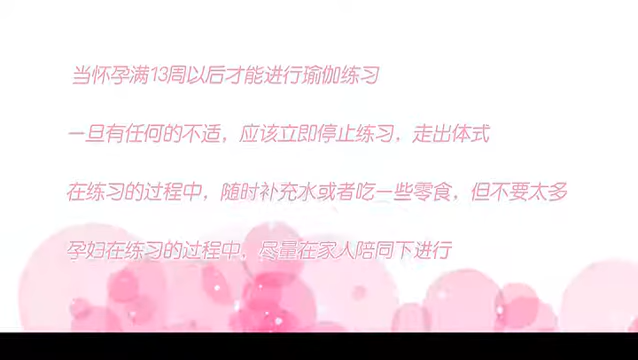 当怀孕满13周以后才能进行瑜伽练习
一旦有任何的不适，应该立即停止练习，走出体式
在练习的过程中，随时补充水或者吃一些零食，但不要太多
孕妇在练习的过程中，尽量在家人陪同下进行